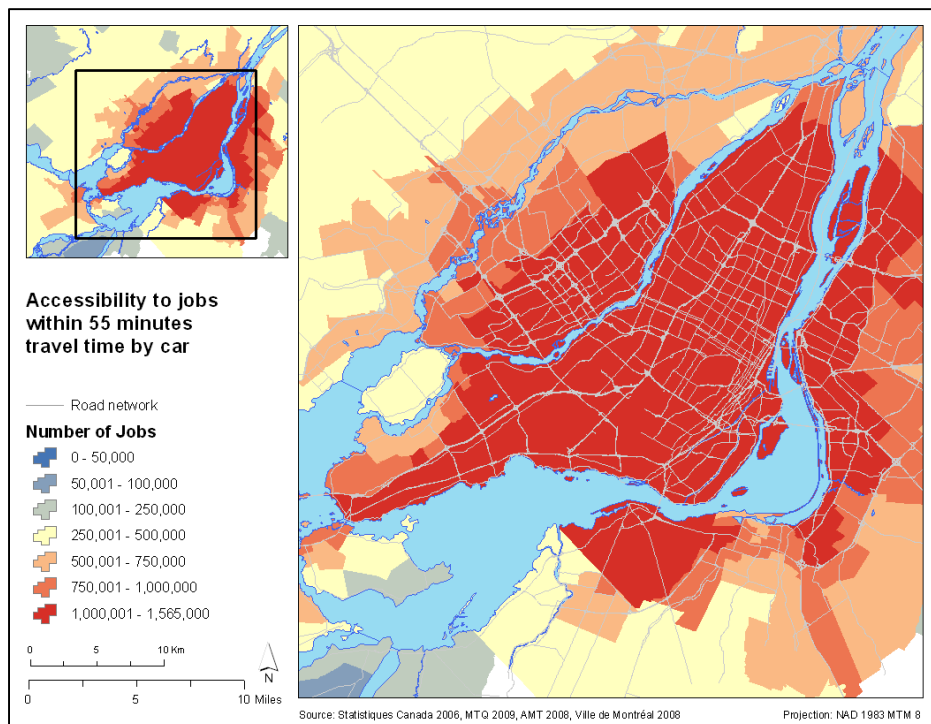 Accessibility to jobs
within 55 minutes
travel time by car
Road network
Number of Jobs
0 - 50,000
50,001 - 100,000
100,001 - 250,000
250,001 - 500,000
500,001 - 750,000
750,001 - 1,000,000
1,000,001 - 1,565,000
0 5 10 Km
N
0 5 10 Miles
Source: Statistiques Canada 2006, MTQ 2009, AMT 2008, Ville de Montréal 2008
Projection: NAD 1983 MTM 8